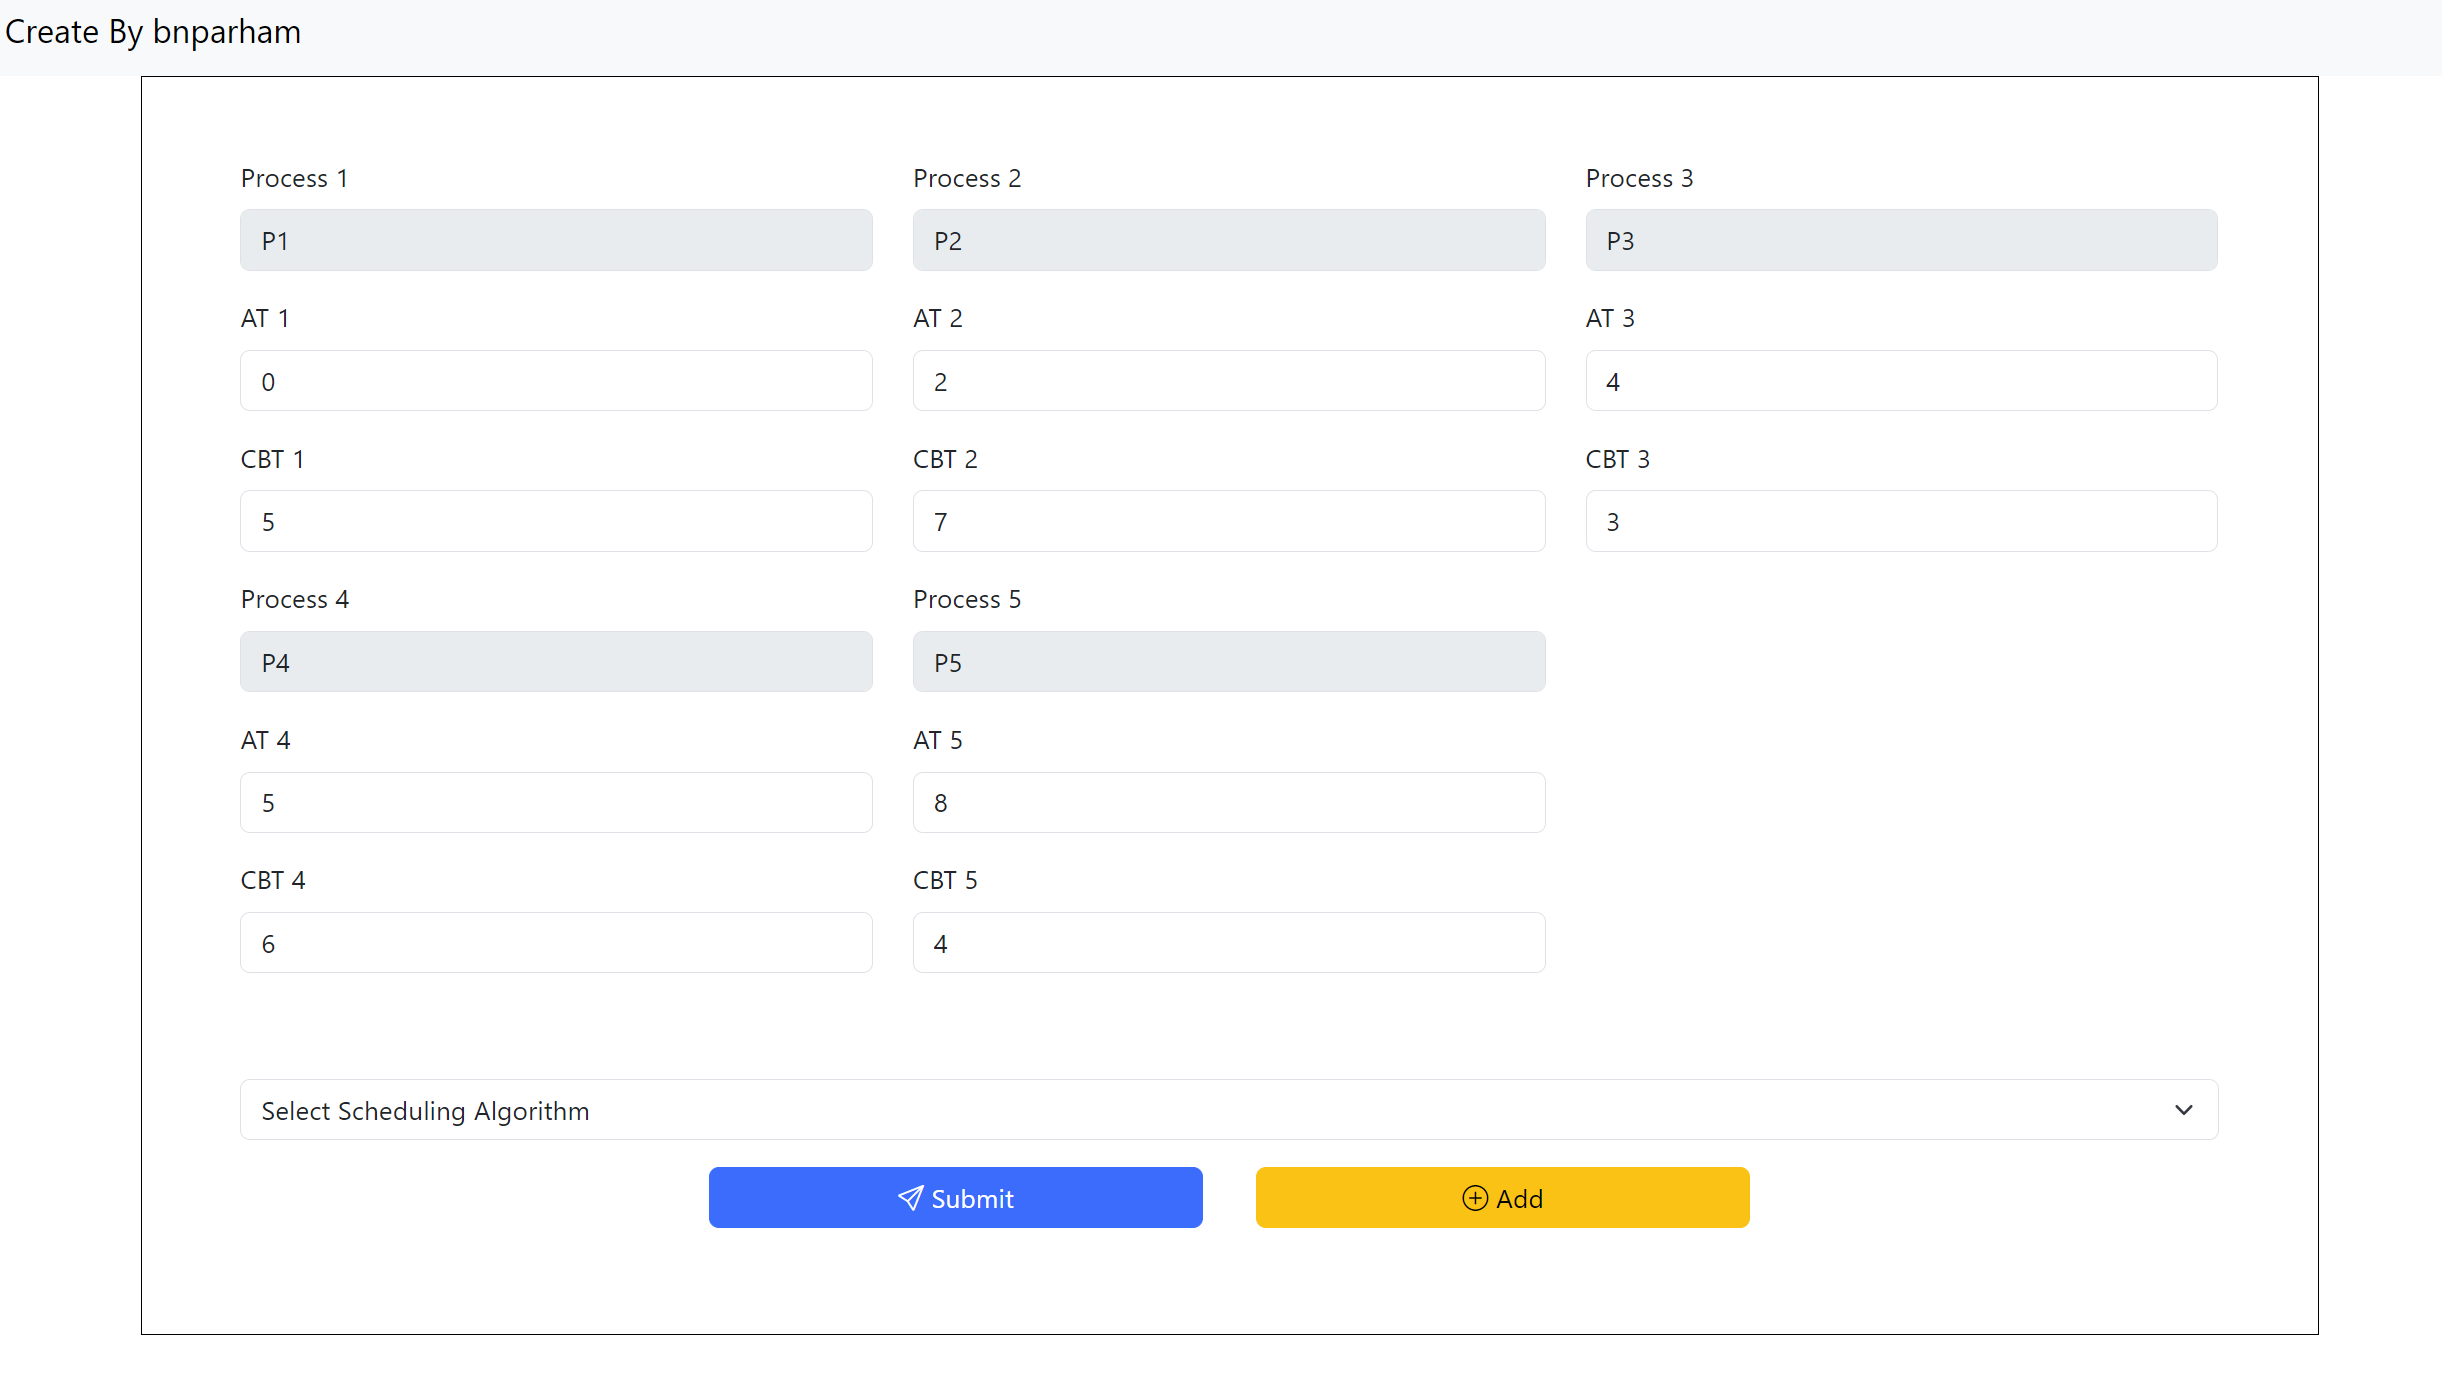 Create By bnparham
Process 1 Process 2 Process 3
P1 P2 P3
AT 1 AT 2 AT 3
0 2 4
CBT 1 CBT 2 CBT 3
5 7 3
Process 4 Process 5
P4 P5
AT 4 AT 5
5 8
CBT 4 CBT 5
6 4
Select Scheduling Algorithm
Submit Add